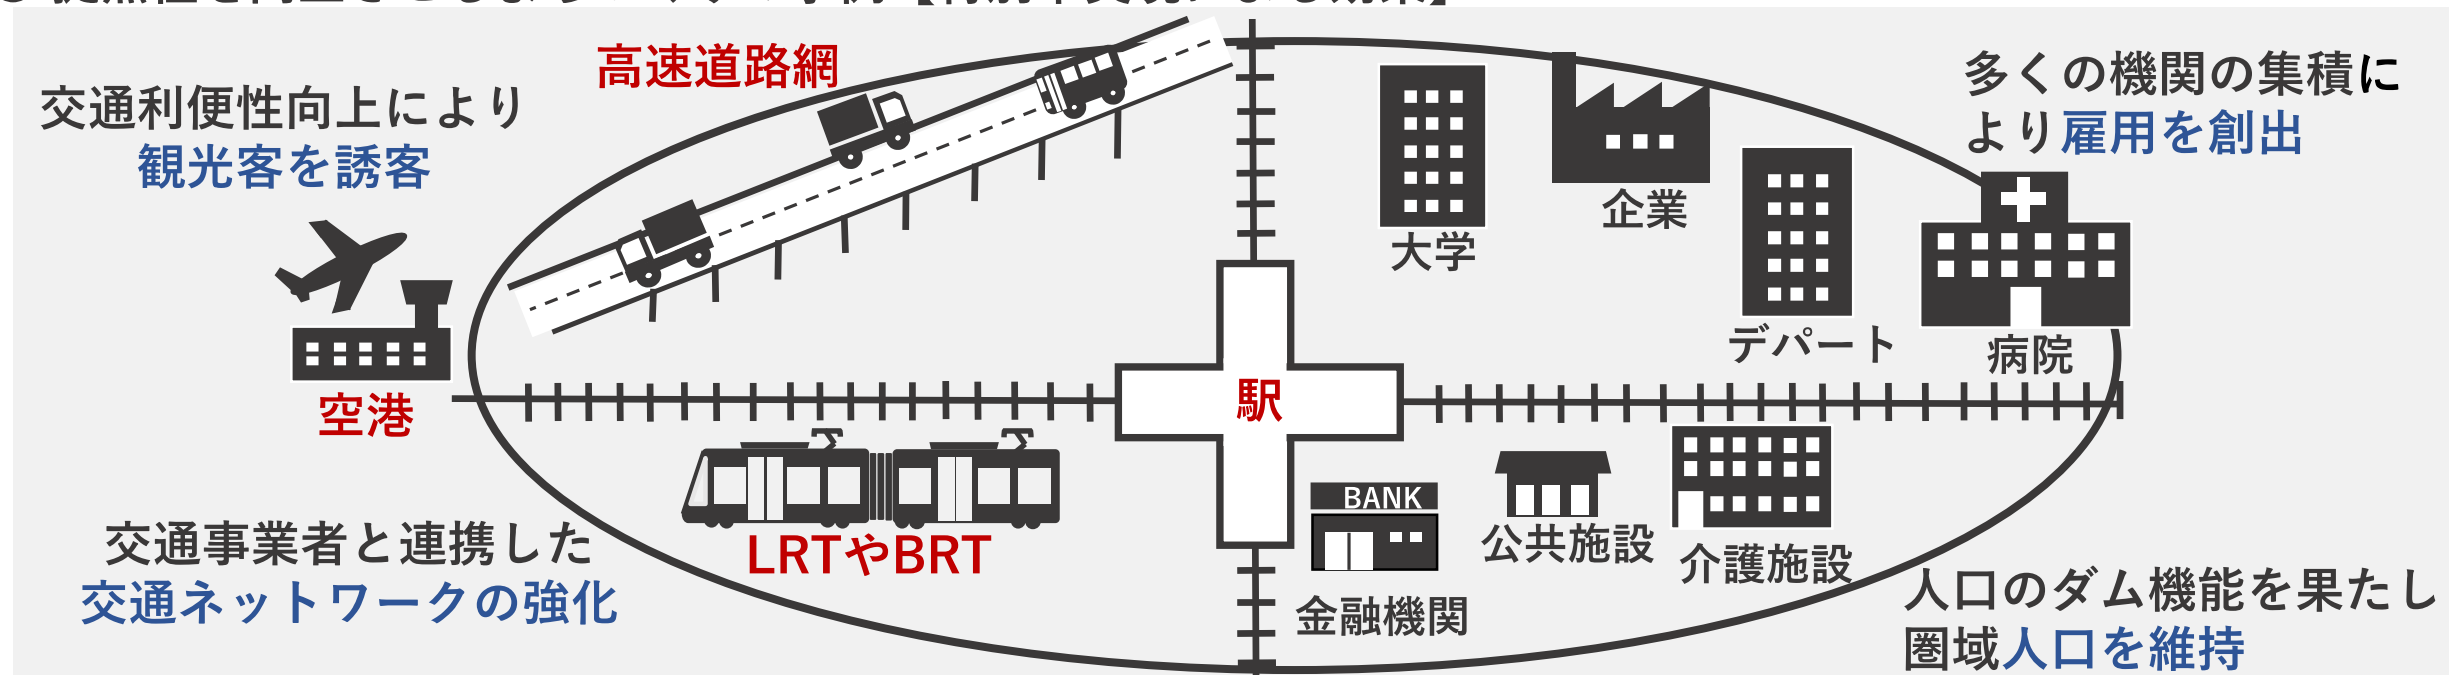 高速道路網
交通利便性向上により
観光客を誘客
多くの機関の集積に
より雇用を創出
大学
企業
デパート
病院
空港
駅
LRTやBRT
BANK
金融機関
公共施設
介護施設
交通事業者と連携した
交通ネットワークの強化
人口のダム機能を果たし
圏域人口を維持